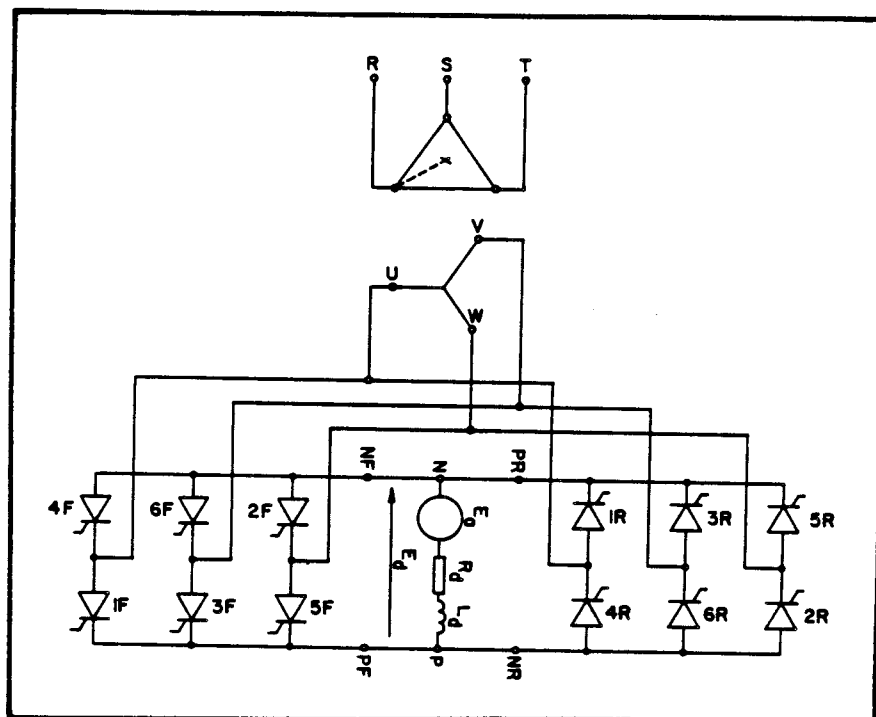 R S T
V
U
W
NF N PR
4F 6F 2F Eo 1R 3R 5R
Ed Rd
1F 3F 5F Ld 4R 6R 2R
PF P NR